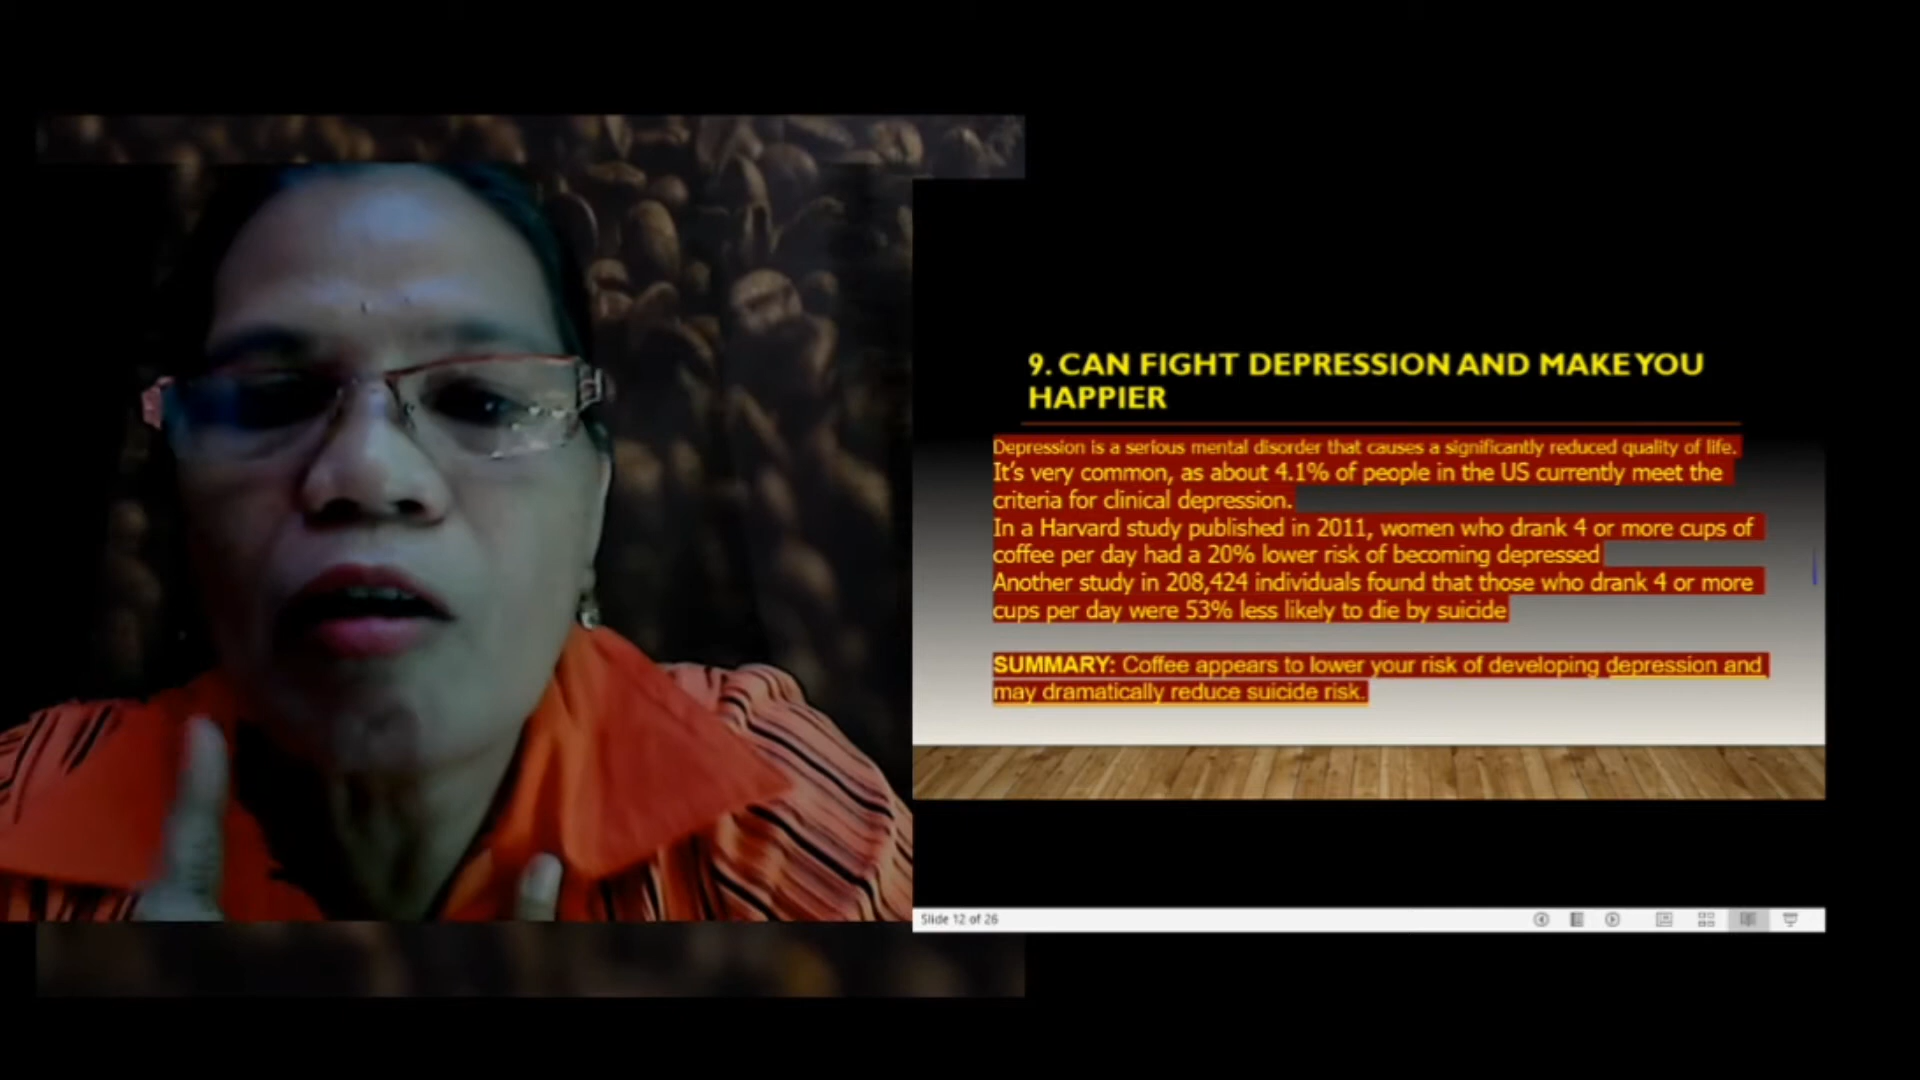 9. CAN FIGHT DEPRESSION AND MAKE YOU
HAPPIER
Depression is a serious mental disorder that causes a significantly reduced quality of life.
It's very common, as about 4.1% of people in the US currently meet the
criteria for clinical depression.
In a Harvard study published in 2011, women who drank 4 or more cups of
coffee per day had a 20% lower risk of becoming depressed
Another study in 208,424 individuals found that those who drank 4 or more
cups per day were 53% less likely to die by suicide
SUMMARY: Coffee appears to lower your risk of developing depression and
may dramatically reduce suicide risk.
Slide 12 of 26